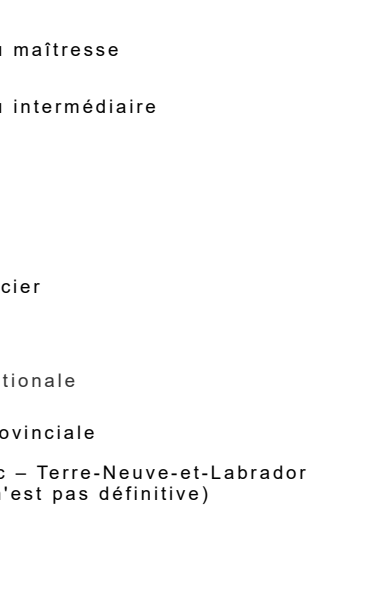 maîtresse
intermédiaire
cier
tionale
ovinciale
c – Terre-Neuve-et-Labrador
n'est pas définitive)